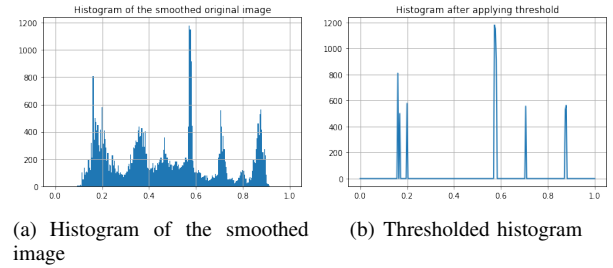 Histogram of the smoothed original image
1200
1000
800
600
400
200
0
0.0 0.2 0.4 0.6 0.8 1.0
(a) Histogram of the smoothed
image
Histogram after applying threshold
1200
1000
800
600
400
200
0
0.0 0.2 0.4 0.6 0.8 1.0
(b) Thresholded histogram